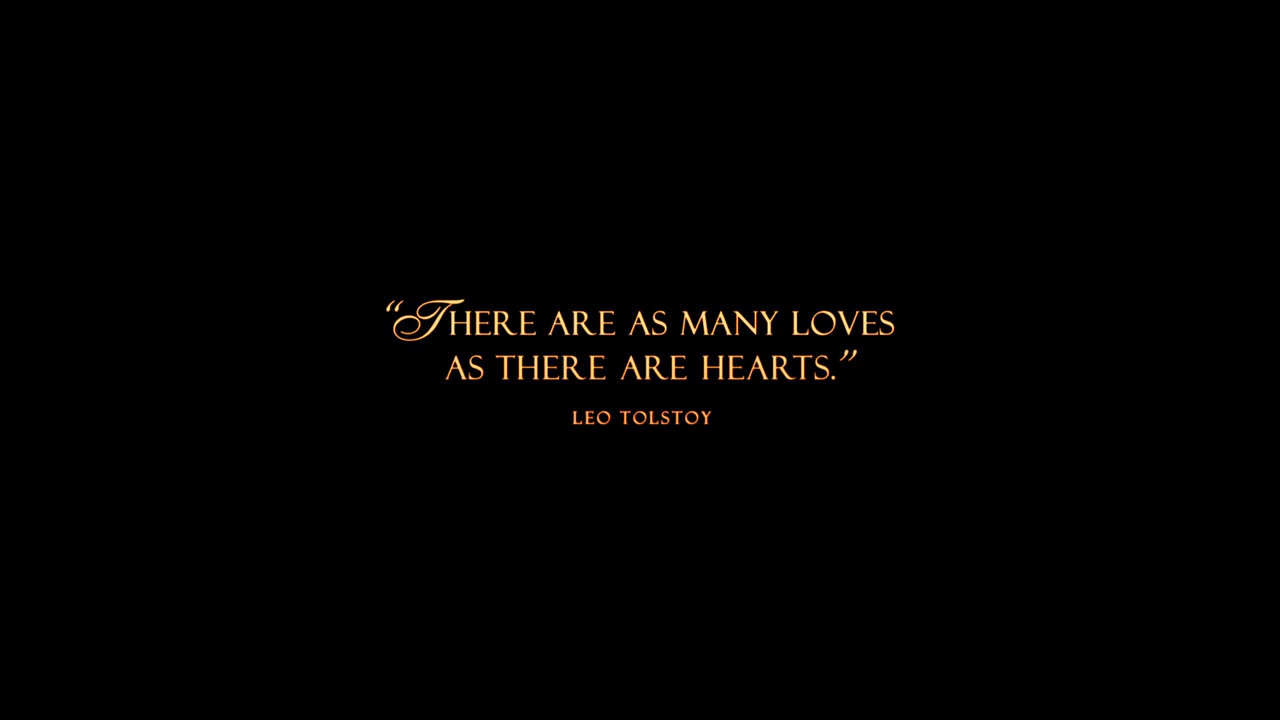 “There are as many loves
as there are hearts.”
Leo Tolstoy